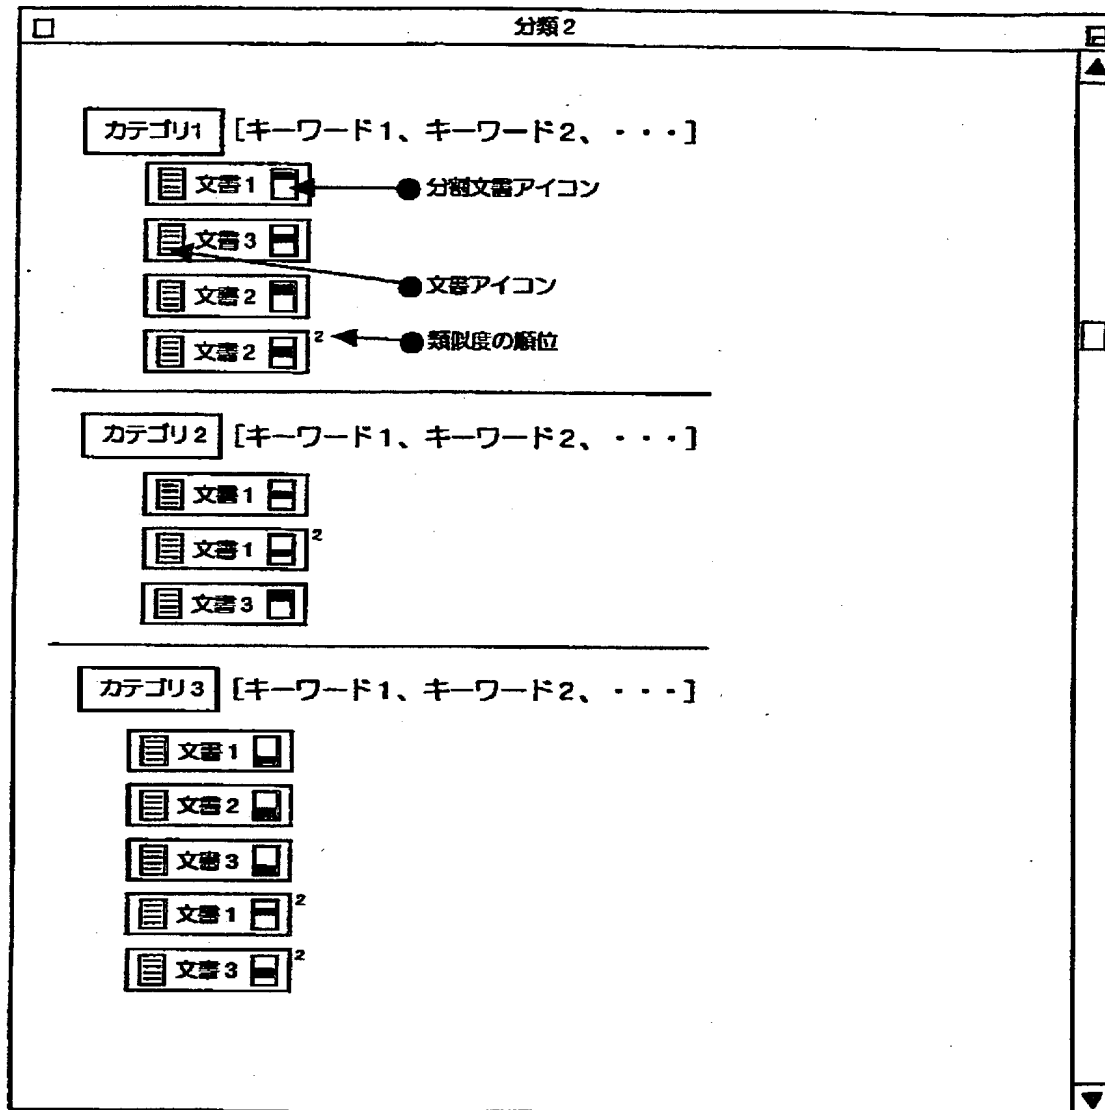 分類2
カテゴリ1 [キーワード1、キーワード2、・・・]
文書1 分割文書アイコン
文書3
文書アイコン
文書2
文書2 2 類似度の順位
カテゴリ2 [キーワード1、キーワード2、・・・]
文書1
文書1 2
文書3
カテゴリ3 [キーワード1、キーワード2、・・・]
文書1
文書2
文書3
文書1 2
文書3 2